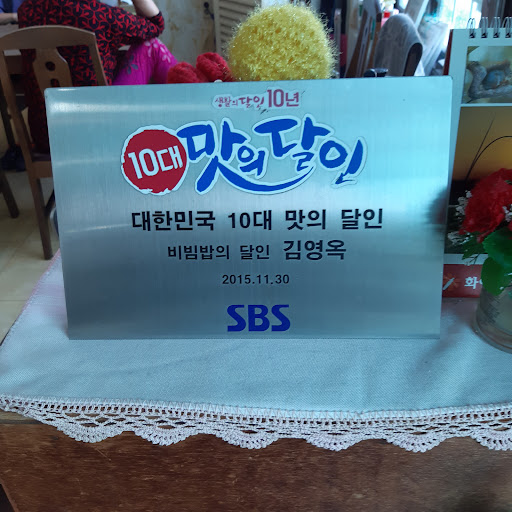 생활의 달인 10년
10대 맛의 달인
대한민국 10대 맛의 달인
비빔밥의 달인 김영옥
2015.11.30
SBS
화